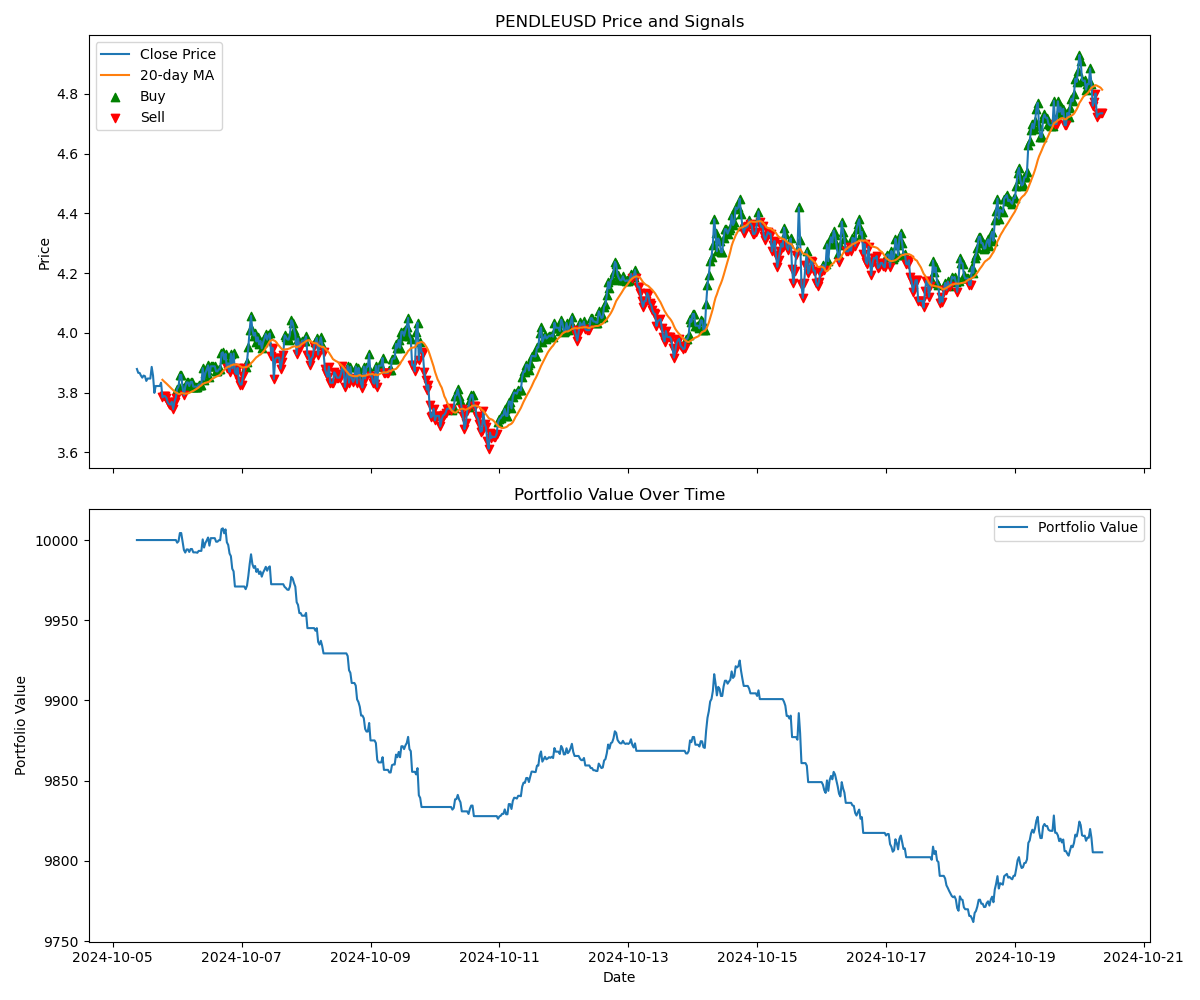 PENDLEUSD Price and Signals
Close Price
20-day MA
Buy
Sell
4.8
4.6
4.4
4.2
4.0
3.8
3.6
Price
Portfolio Value Over Time
Portfolio Value
10000
9950
9900
9850
9800
9750
Portfolio Value
2024-10-05 2024-10-07 2024-10-09 2024-10-11 2024-10-13 2024-10-15 2024-10-17 2024-10-19 2024-10-21
Date